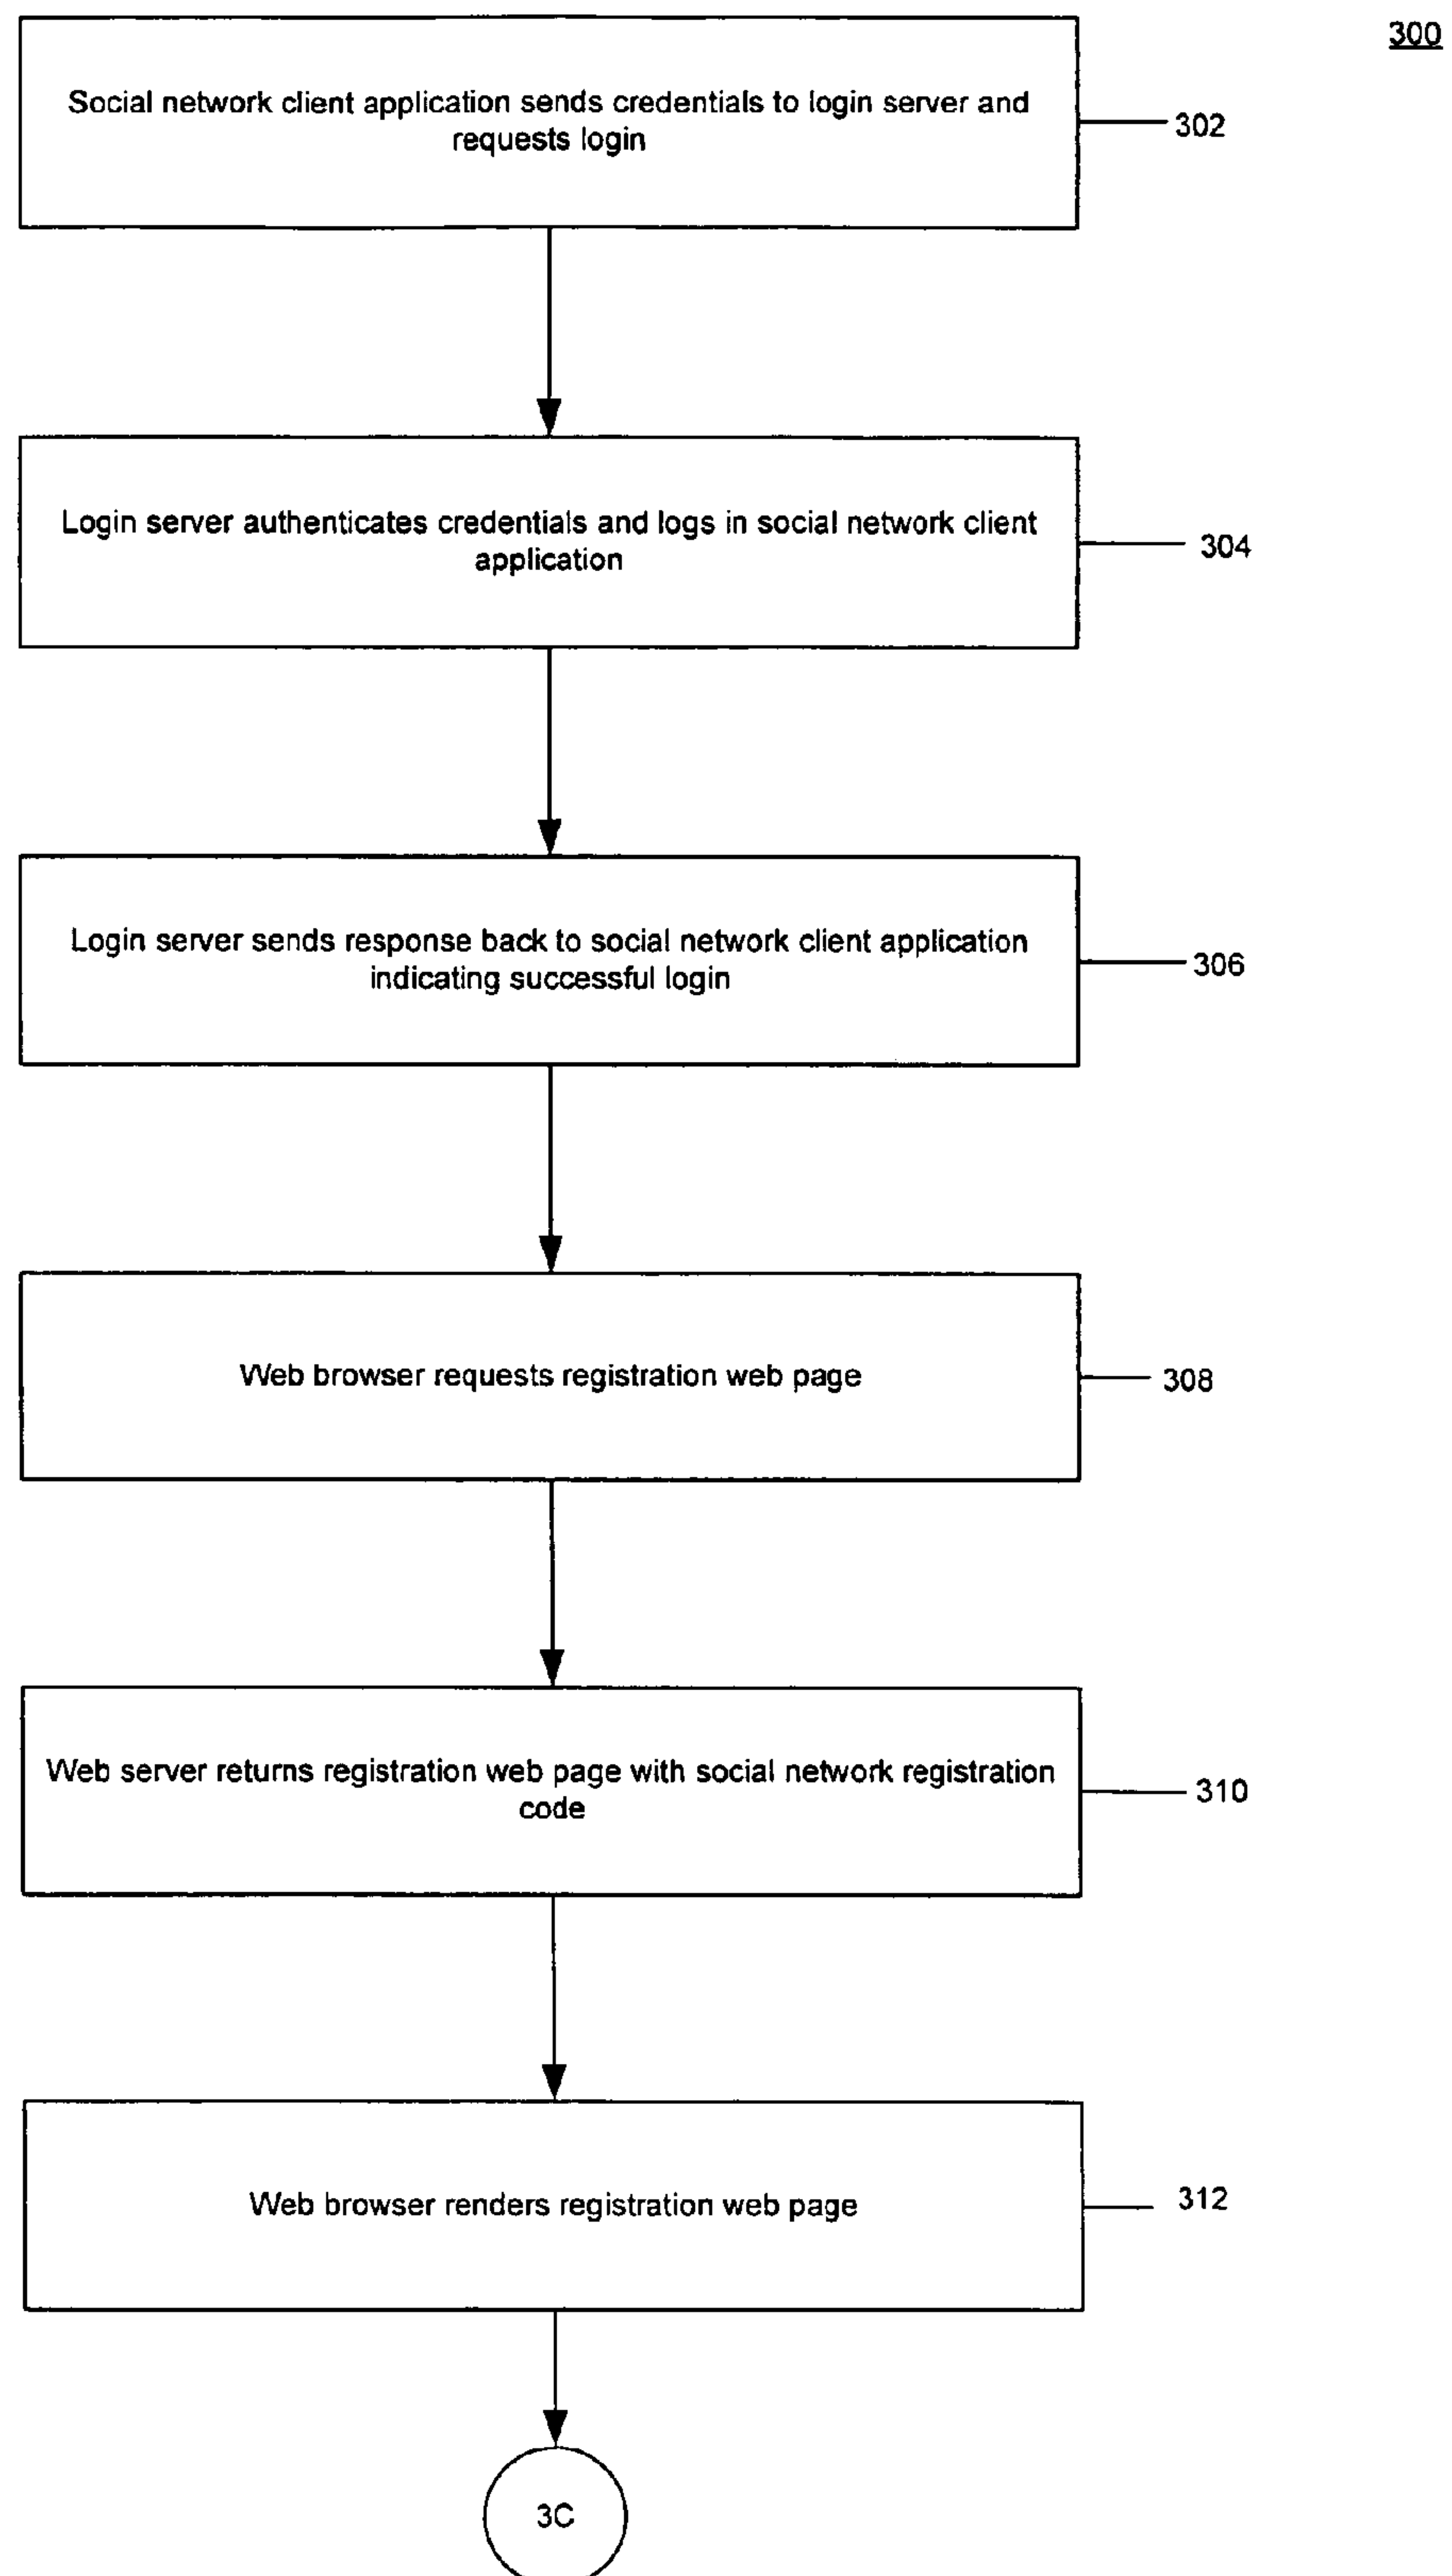 300
Social network client application sends credentials to login server and
requests login
302
Login server authenticates credentials and logs in social network client
application
304
Login server sends response back to social network client application
indicating successful login
306
Web browser requests registration web page
308
Web server returns registration web page with social network registration
code
310
Web browser renders registration web page
312
3C